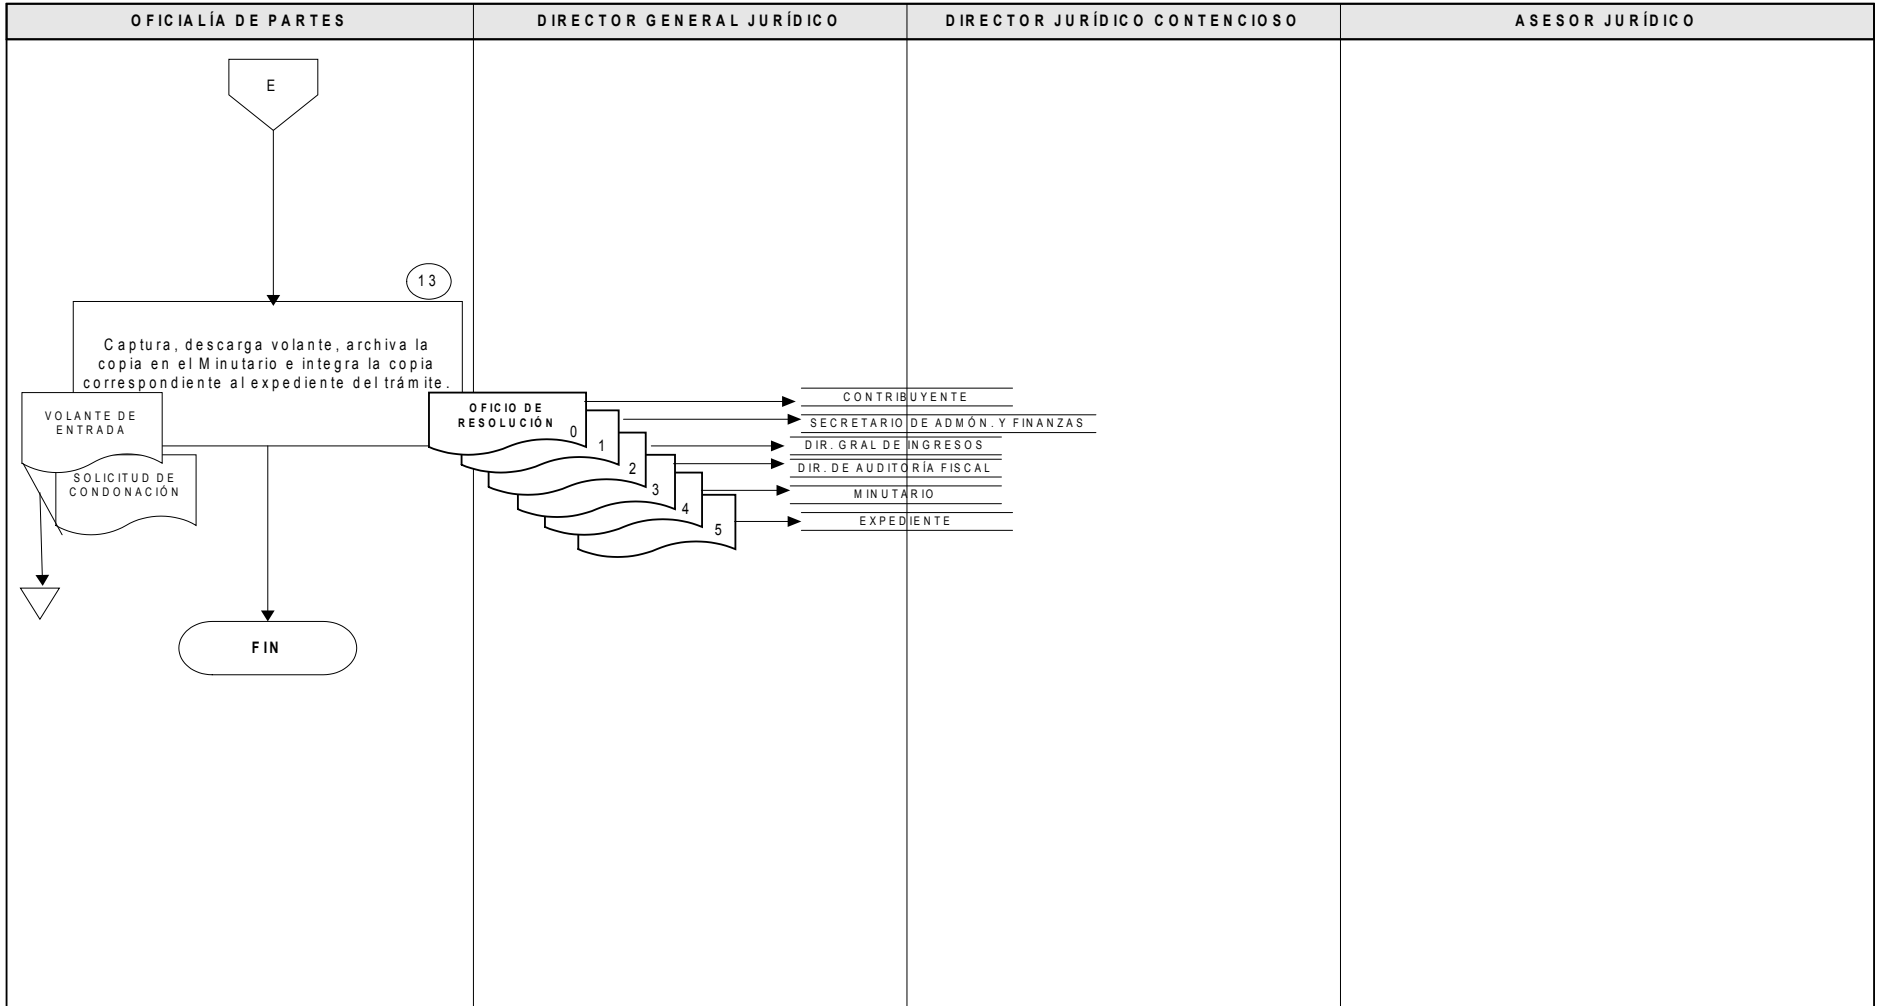 OFICIALÍA DE PARTES
DIRECTOR GENERAL JURÍDICO
DIRECTOR JURÍDICO CONTENCIOSO
ASESOR JURÍDICO
E
13
Captura, descarga volante, archiva la
copia en el Minutario e integra la copia
correspondiente al expediente del trámite.
VOLANTE DE
ENTRADA
SOLICITUD DE
CONDONACIÓN
OFICIO DE
RESOLUCIÓN
0
1
2
3
4
5
CONTRIBUYENTE
SECRETARIO DE ADMÓN. Y FINANZAS
DIR. GRAL DE INGRESOS
DIR. DE AUDITORÍA FISCAL
MINUTARIO
EXPEDIENTE
FIN